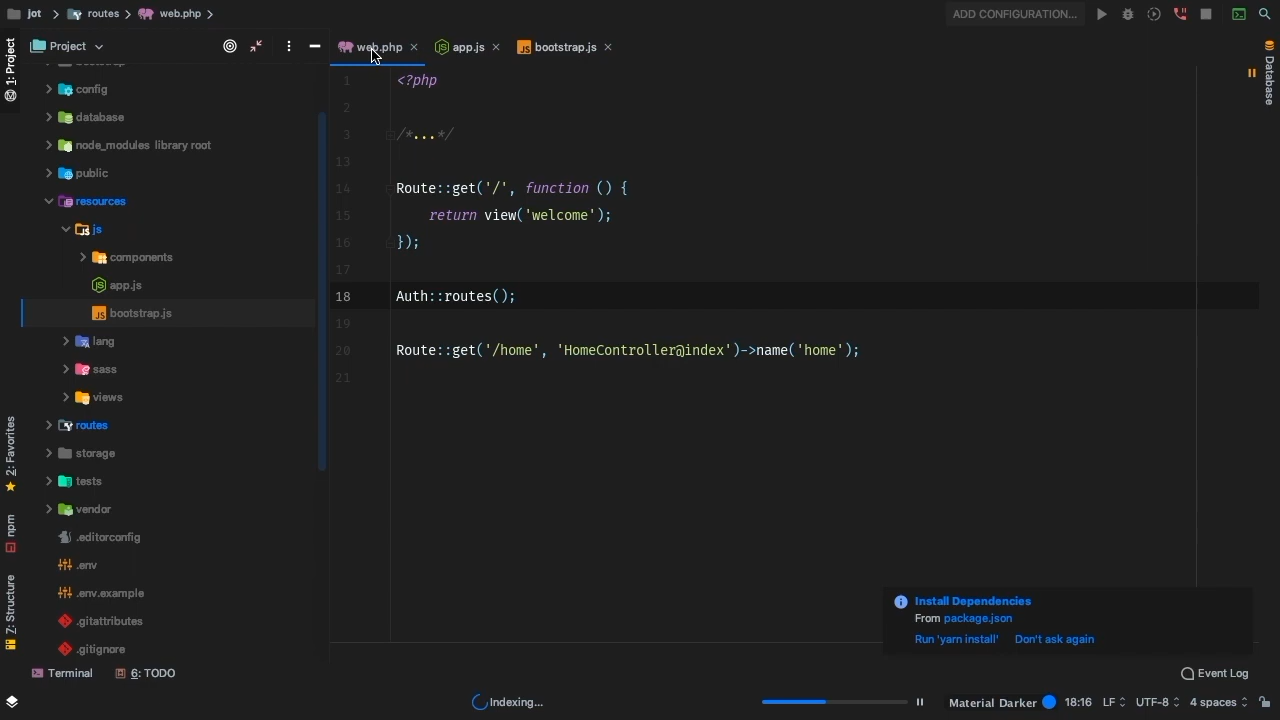 jot
routes
web.php
ADD CONFIGURATION...
1: Project
Project
web.php
app.js
bootstrap.js
Database
config
database
node_modules library root
public
resources
js
components
app.js
bootstrap.js
lang
sass
views
routes
storage
tests
vendor
.editorconfig
.env
.env.example
.gitattributes
.gitignore
2: Favorites
npm
7: Structure
1 <?php
2
3 /*...*/
13
14 Route::get('/', function () {
15 return view('welcome');
16 });
17
18 Auth::routes();
19
20 Route::get('/home', 'HomeController@index')->name('home');
21
Install Dependencies
From package.json
Run 'yarn install' Don't ask again
Terminal
6: TODO
Event Log
Indexing...
Material Darker
18:16
LF
UTF-8
4 spaces